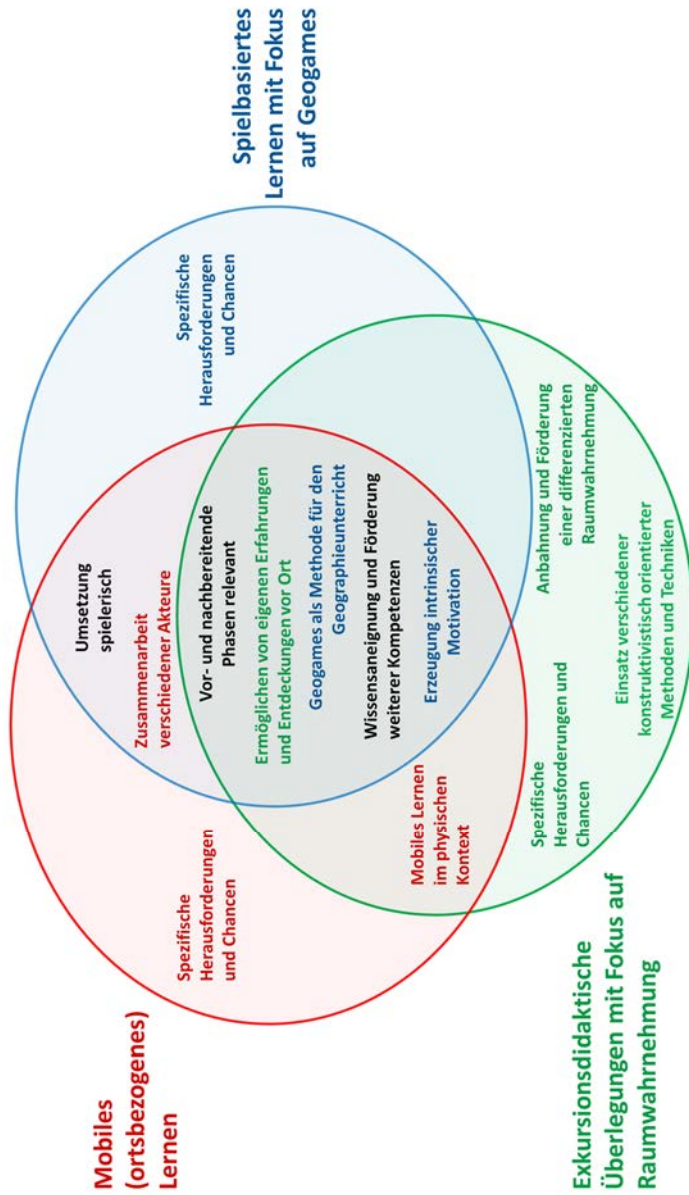 Mobiles
(ortsbezogenes)
Lernen
Spielbasiertes
Lernen mit Fokus
auf Geogames
Umsetzung
spielerisch
Zusammenarbeit
verschiedener Akteure
Spezifische
Herausforderungen
und Chancen
Spezifische
Herausforderungen
und Chancen
Vor- und nachbereitende
Phasen relevant
Ermöglichen von eigenen Erfahrungen
und Entdeckungen vor Ort
Geogames als Methode für den
Geographieunterricht
Wissensaneignung und Förderung
weiterer Kompetenzen
Erzeugung intrinsischer
Motivation
Mobiles Lernen
im physischen
Kontext
Spezifische
Herausforderungen und
Chancen
Anbahnung und Förderung
einer differenzierten
Raumwahrnehmung
Einsatz verschiedener
konstruktivistisch orientierter
Methoden und Techniken
Exkursionsdidaktische
Überlegungen mit Fokus auf
Raumwahrnehmung